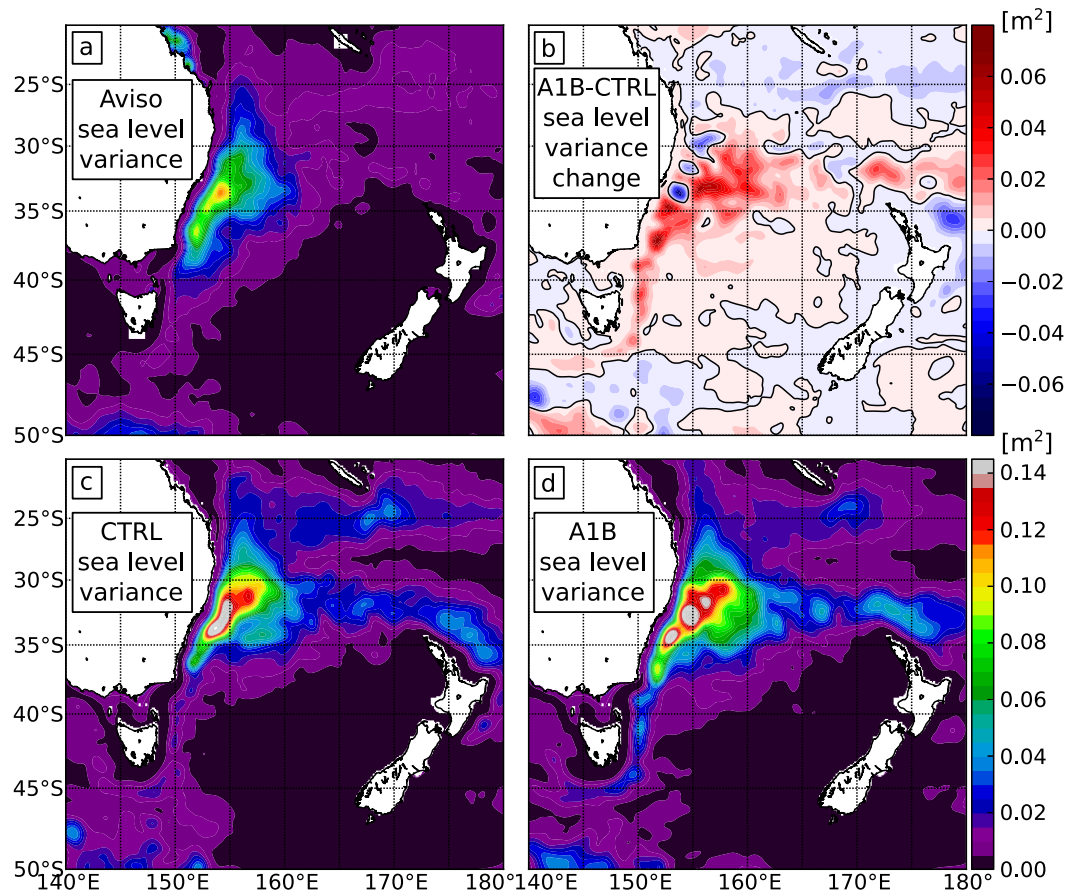 [m²]
a
Aviso
sea level
variance
25°S
30°S
35°S
40°S
45°S
50°S
b
A1B-CTRL
sea level
variance
change
0.06
0.04
0.02
0.00
−0.02
−0.04
−0.06
[m²]
c
CTRL
sea level
variance
25°S
30°S
35°S
40°S
45°S
50°S
140°E
150°E
160°E
170°E
180°
d
A1B
sea level
variance
140°E
150°E
160°E
170°E
180°
0.14
0.12
0.10
0.08
0.06
0.04
0.02
0.00